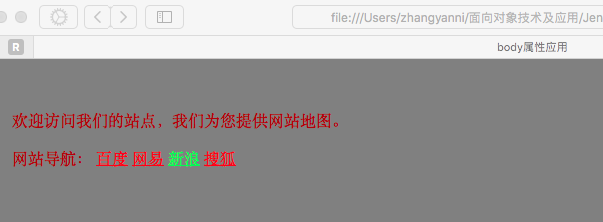 file:///Users/zhangyanni/面向对象技术及应用/Jen
R
body属性应用
欢迎访问我们的站点，我们为您提供网站地图。
网站导航： 百度 网易 新浪 搜狐